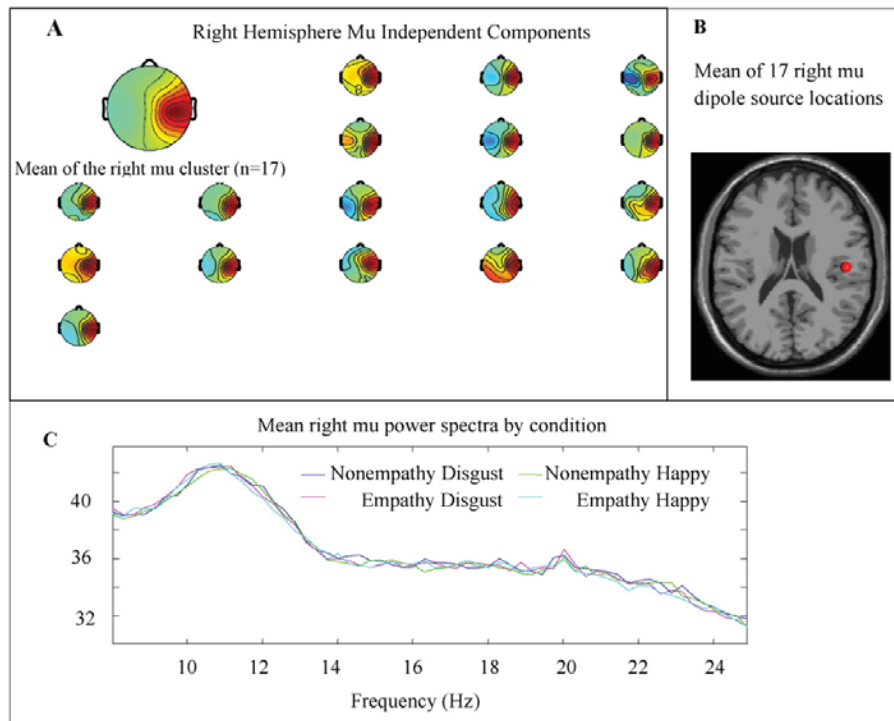 A
Right Hemisphere Mu Independent Components
Mean of the right mu cluster (n=17)
B
Mean of 17 right mu
dipole source locations
C
Mean right mu power spectra by condition
Nonempathy Disgust
Nonempathy Happy
Empathy Disgust
Empathy Happy
40
36
32
10
12
14
16
18
20
22
24
Frequency (Hz)